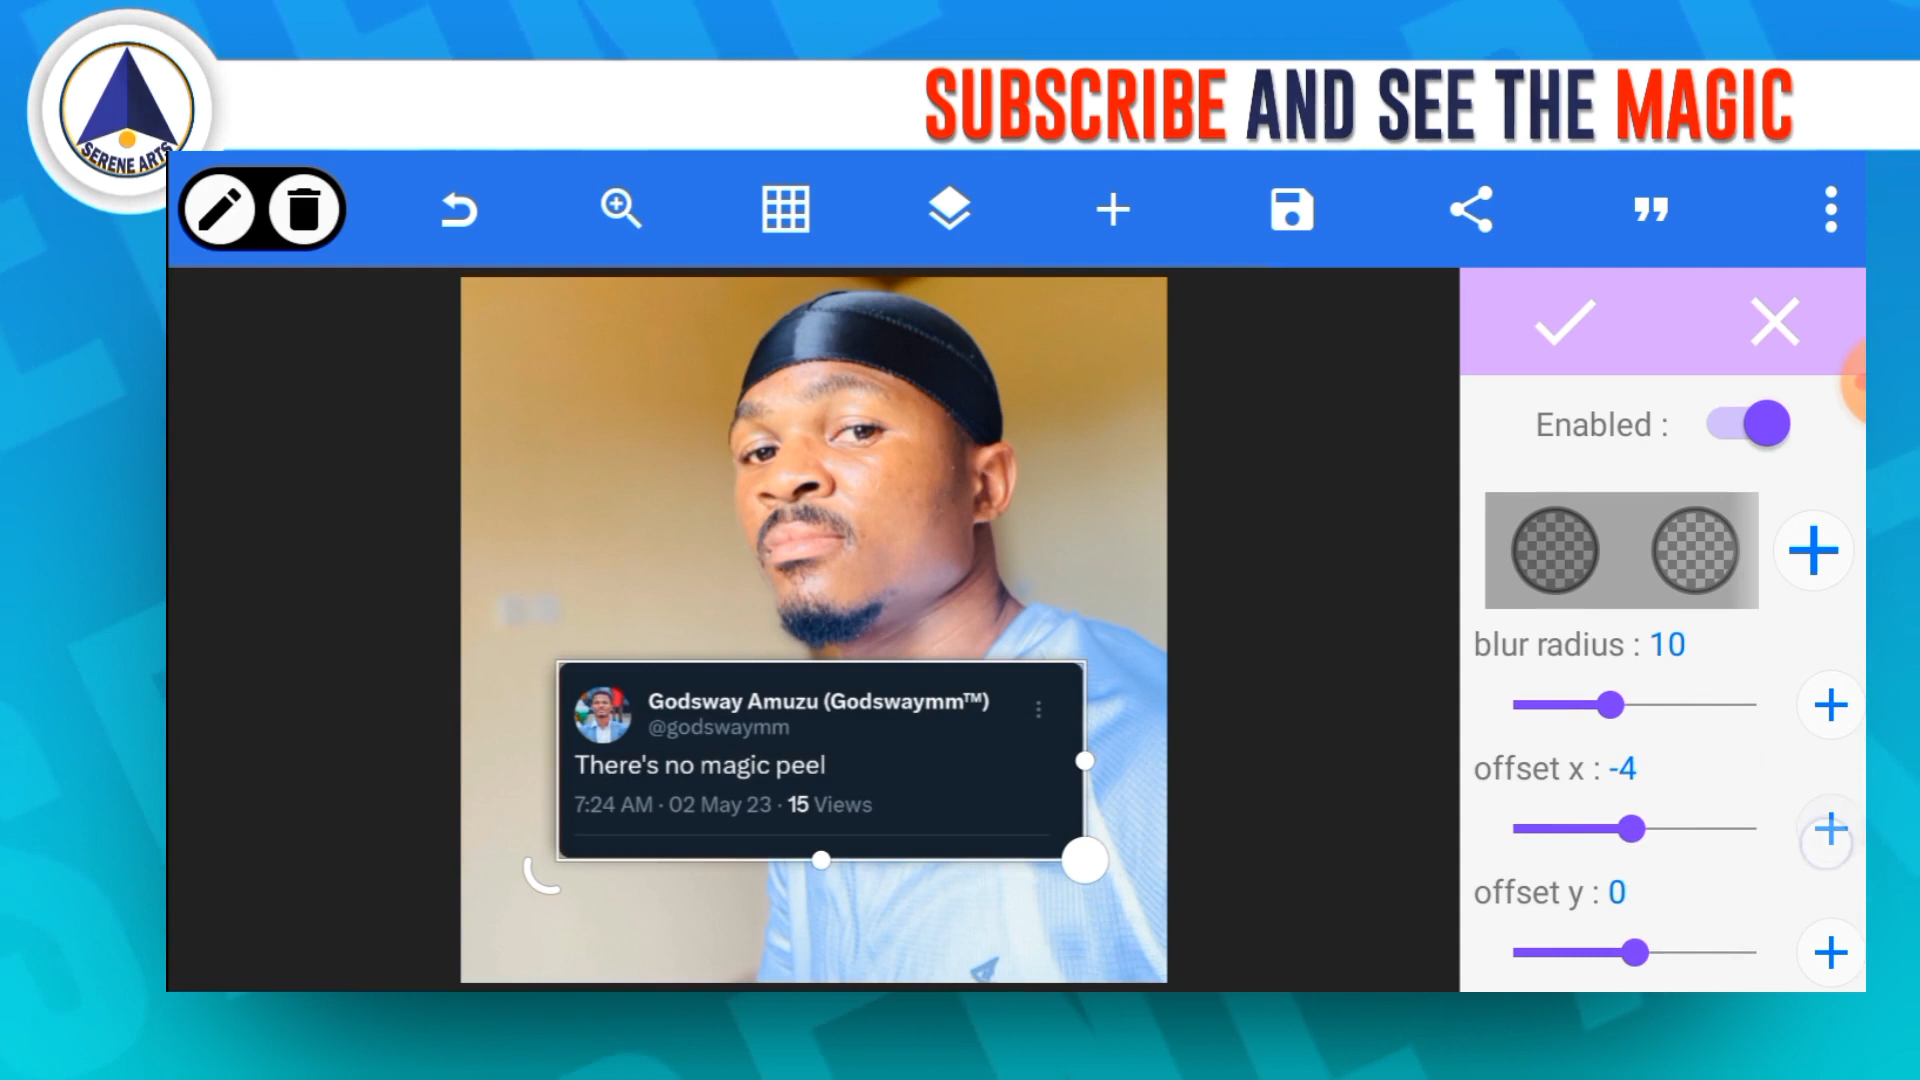 SUBSCRIBE AND SEE THE MAGIC
SERENE ARTS
Enabled :
blur radius : 10
offset x : -4
offset y : 0
Godsway Amuzu (Godswaymm™)
@godswaymm
There's no magic peel
7:24 AM · 02 May 23 · 15 Views